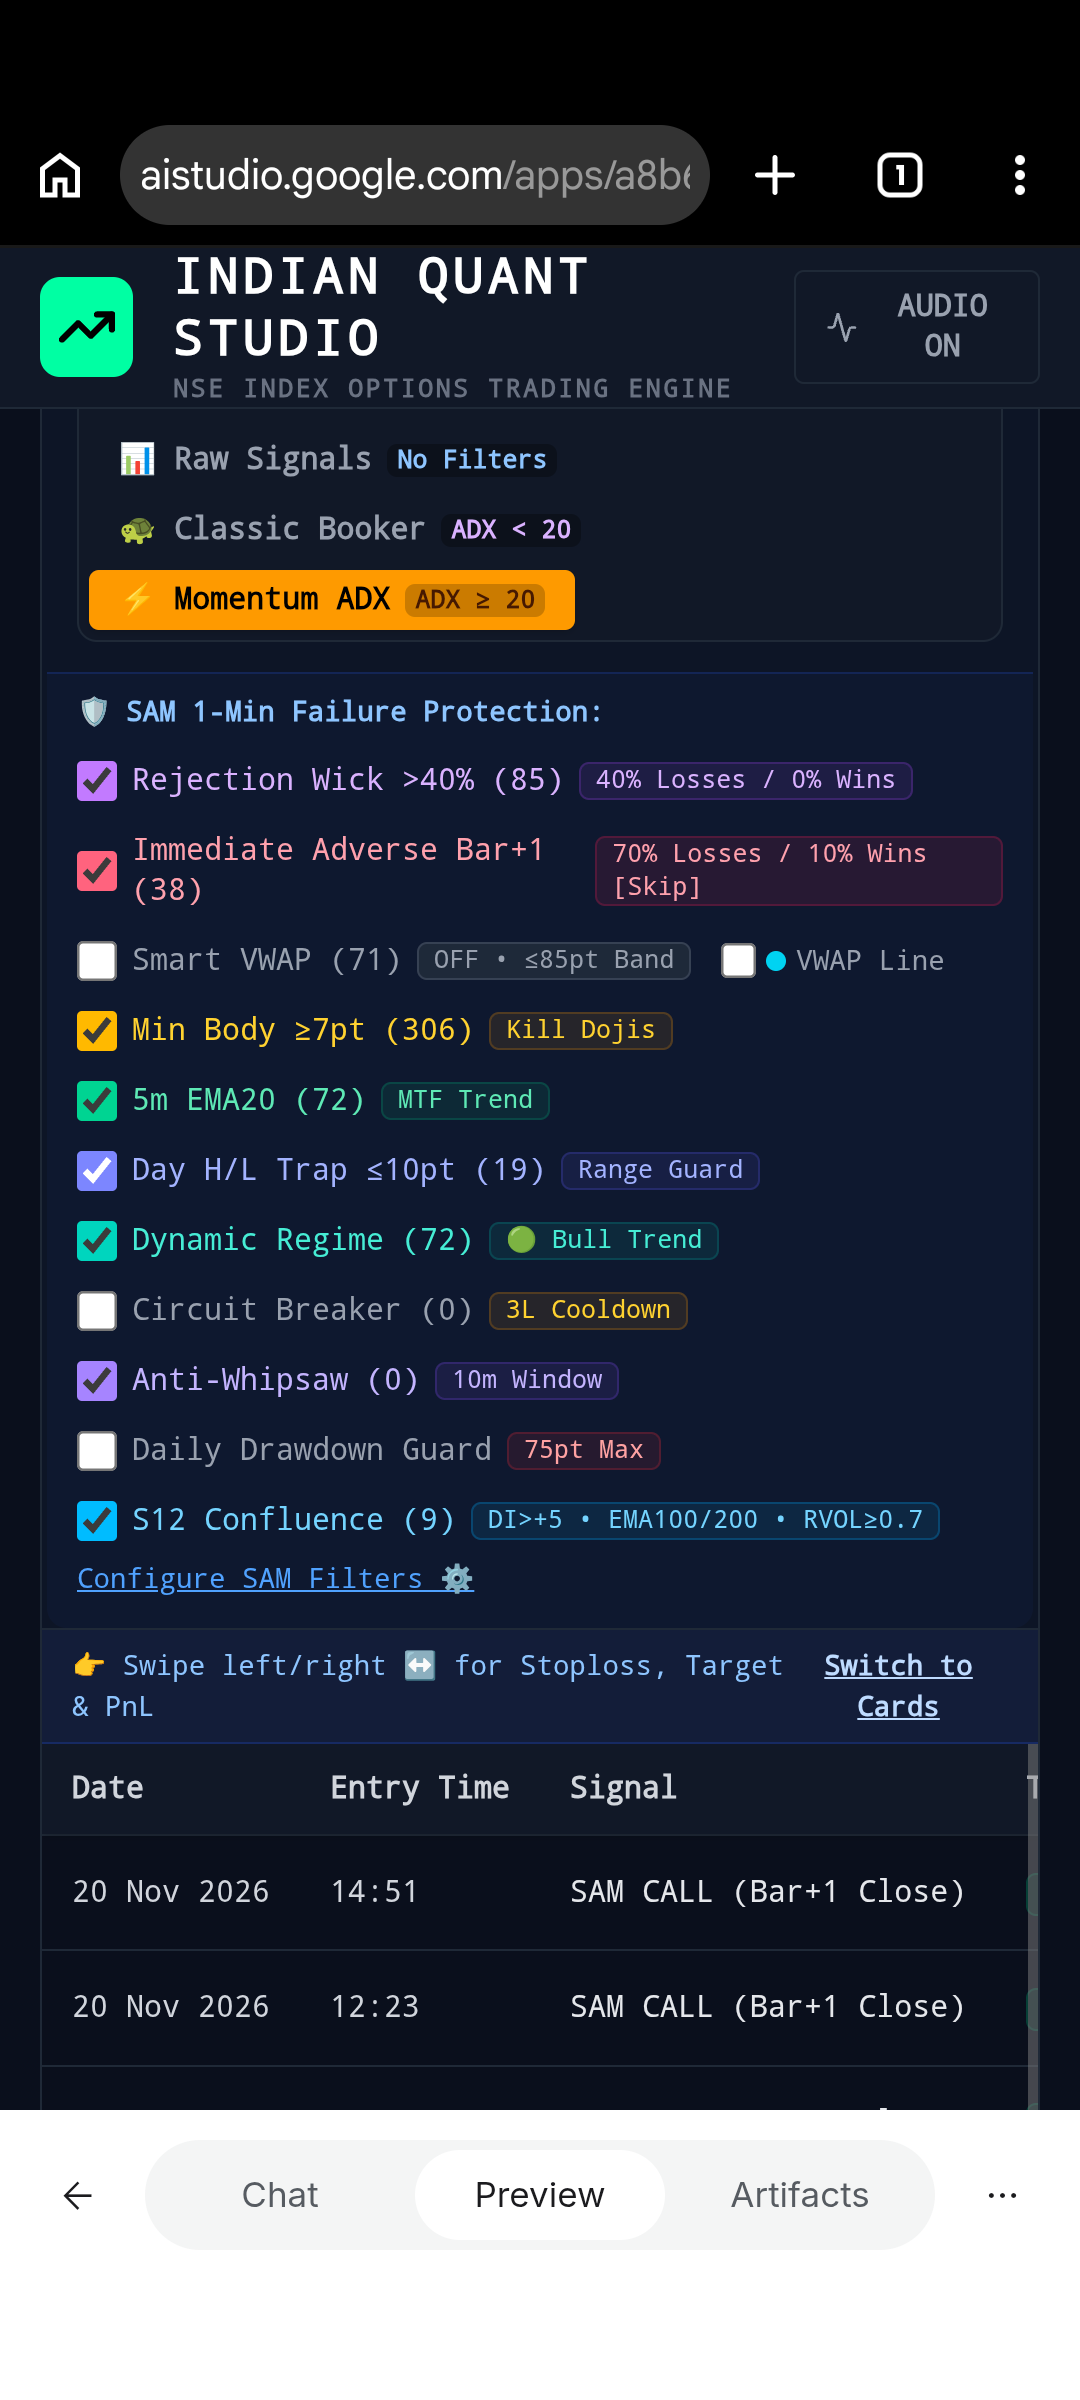 aistudio.google.com/apps/a8b
1
INDIAN QUANT
STUDIO
NSE INDEX OPTIONS TRADING ENGINE
AUDIO
ON
📊 Raw Signals No Filters
🐢 Classic Booker ADX < 20
⚡ Momentum ADX ADX ≥ 20
🛡️ SAM 1-Min Failure Protection:
Rejection Wick >40% (85) 40% Losses / 0% Wins
Immediate Adverse Bar+1
(38)
70% Losses / 10% Wins
[Skip]
Smart VWAP (71) OFF • ≤85pt Band VWAP Line
Min Body ≥7pt (306) Kill Dojis
5m EMA20 (72) MTF Trend
Day H/L Trap ≤10pt (19) Range Guard
Dynamic Regime (72) 🟢 Bull Trend
Circuit Breaker (0) 3L Cooldown
Anti-Whipsaw (0) 10m Window
Daily Drawdown Guard 75pt Max
S12 Confluence (9) DI>+5 • EMA100/200 • RVOL≥0.7
Configure SAM Filters ⚙️
👉 Swipe left/right ↔️ for Stoploss, Target
& PnL
Switch to
Cards
Date Entry Time Signal
20 Nov 2026 14:51 SAM CALL (Bar+1 Close)
20 Nov 2026 12:23 SAM CALL (Bar+1 Close)
Chat Preview Artifacts